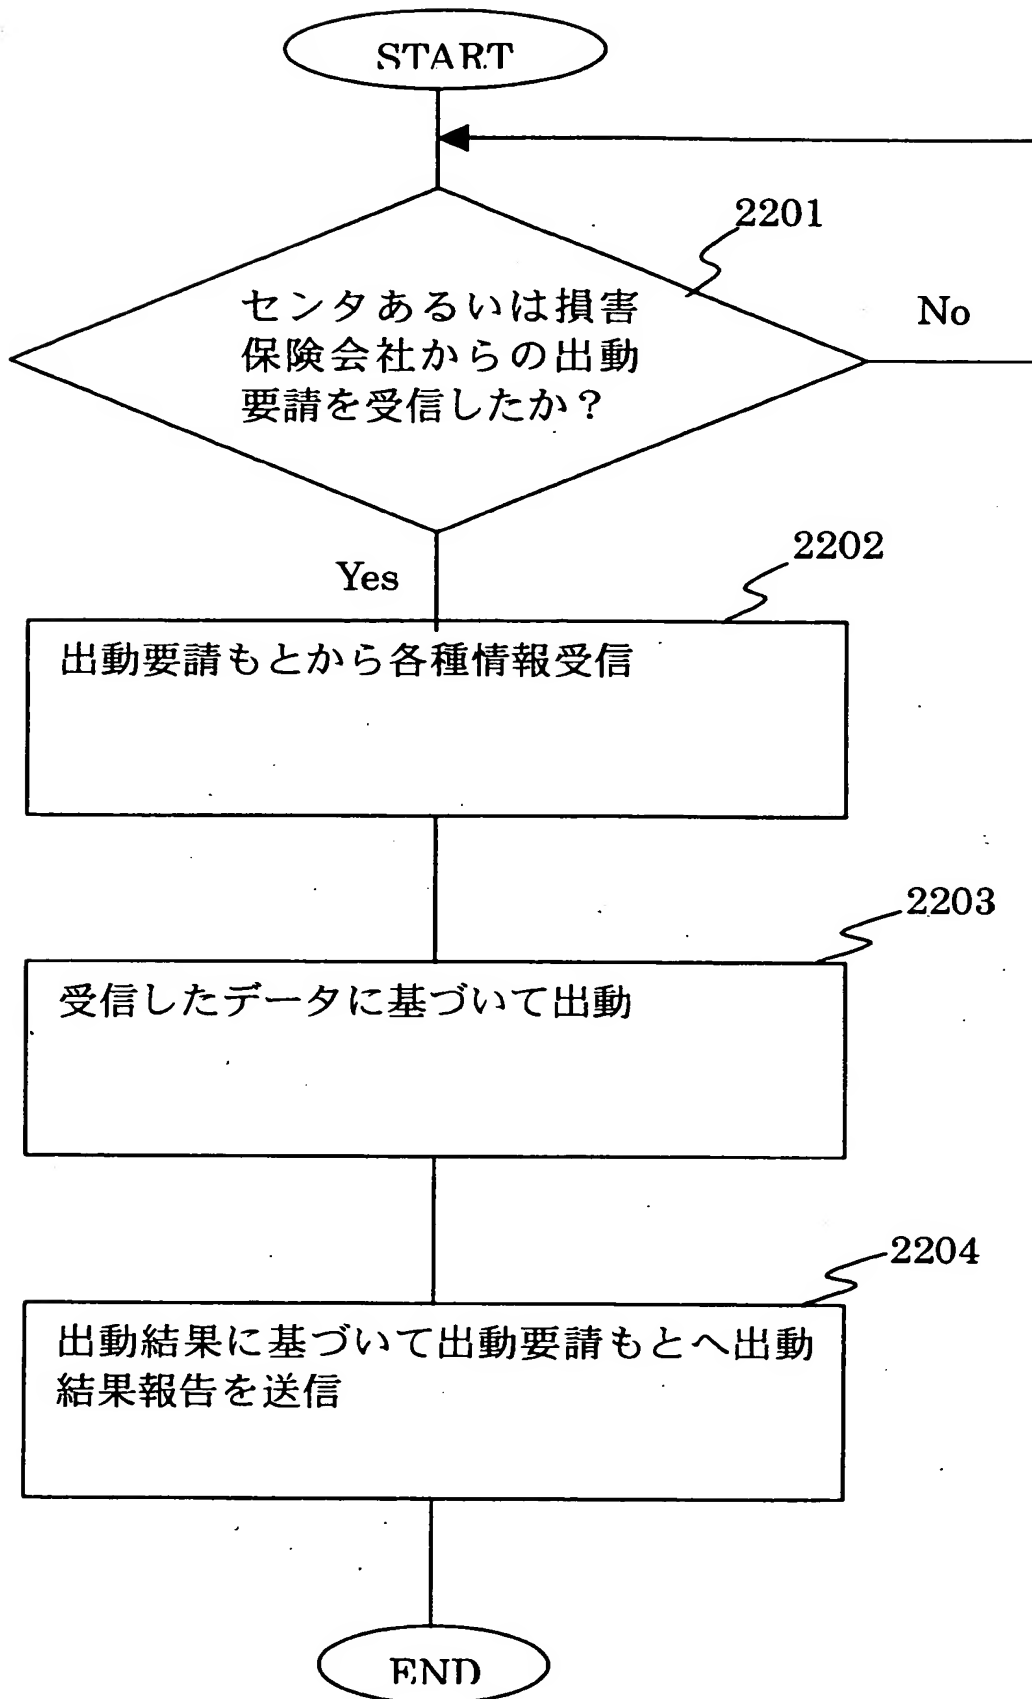 START
2201
センタあるいは損害
保険会社からの出動
要請を受信したか？
No
Yes
2202
出動要請もとから各種情報受信
2203
受信したデータに基づいて出動
2204
出動結果に基づいて出動要請もとへ出動
結果報告を送信
END